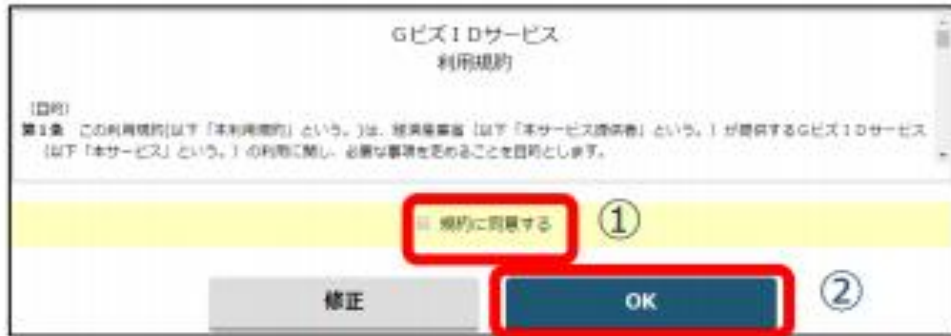 GビズIDサービス
利用規約
（目的）
第1条　この利用規約(以下「本利用規約」という。)は、経済産業省（以下「本サービス提供者」という。）が提供するGビズIDサービス
（以下「本サービス」という。）の利用に関し、必要な事項を定めることを目的とします。
規約に同意する ①
修正 OK ②